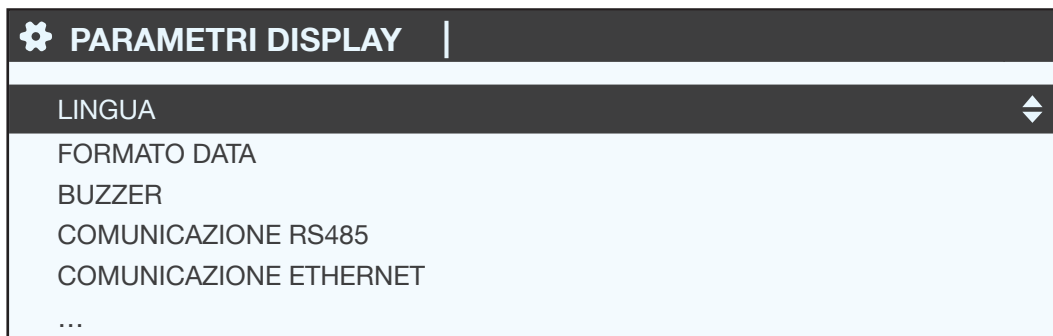 PARAMETRI DISPLAY
LINGUA
FORMATO DATA
BUZZER
COMUNICAZIONE RS485
COMUNICAZIONE ETHERNET
...